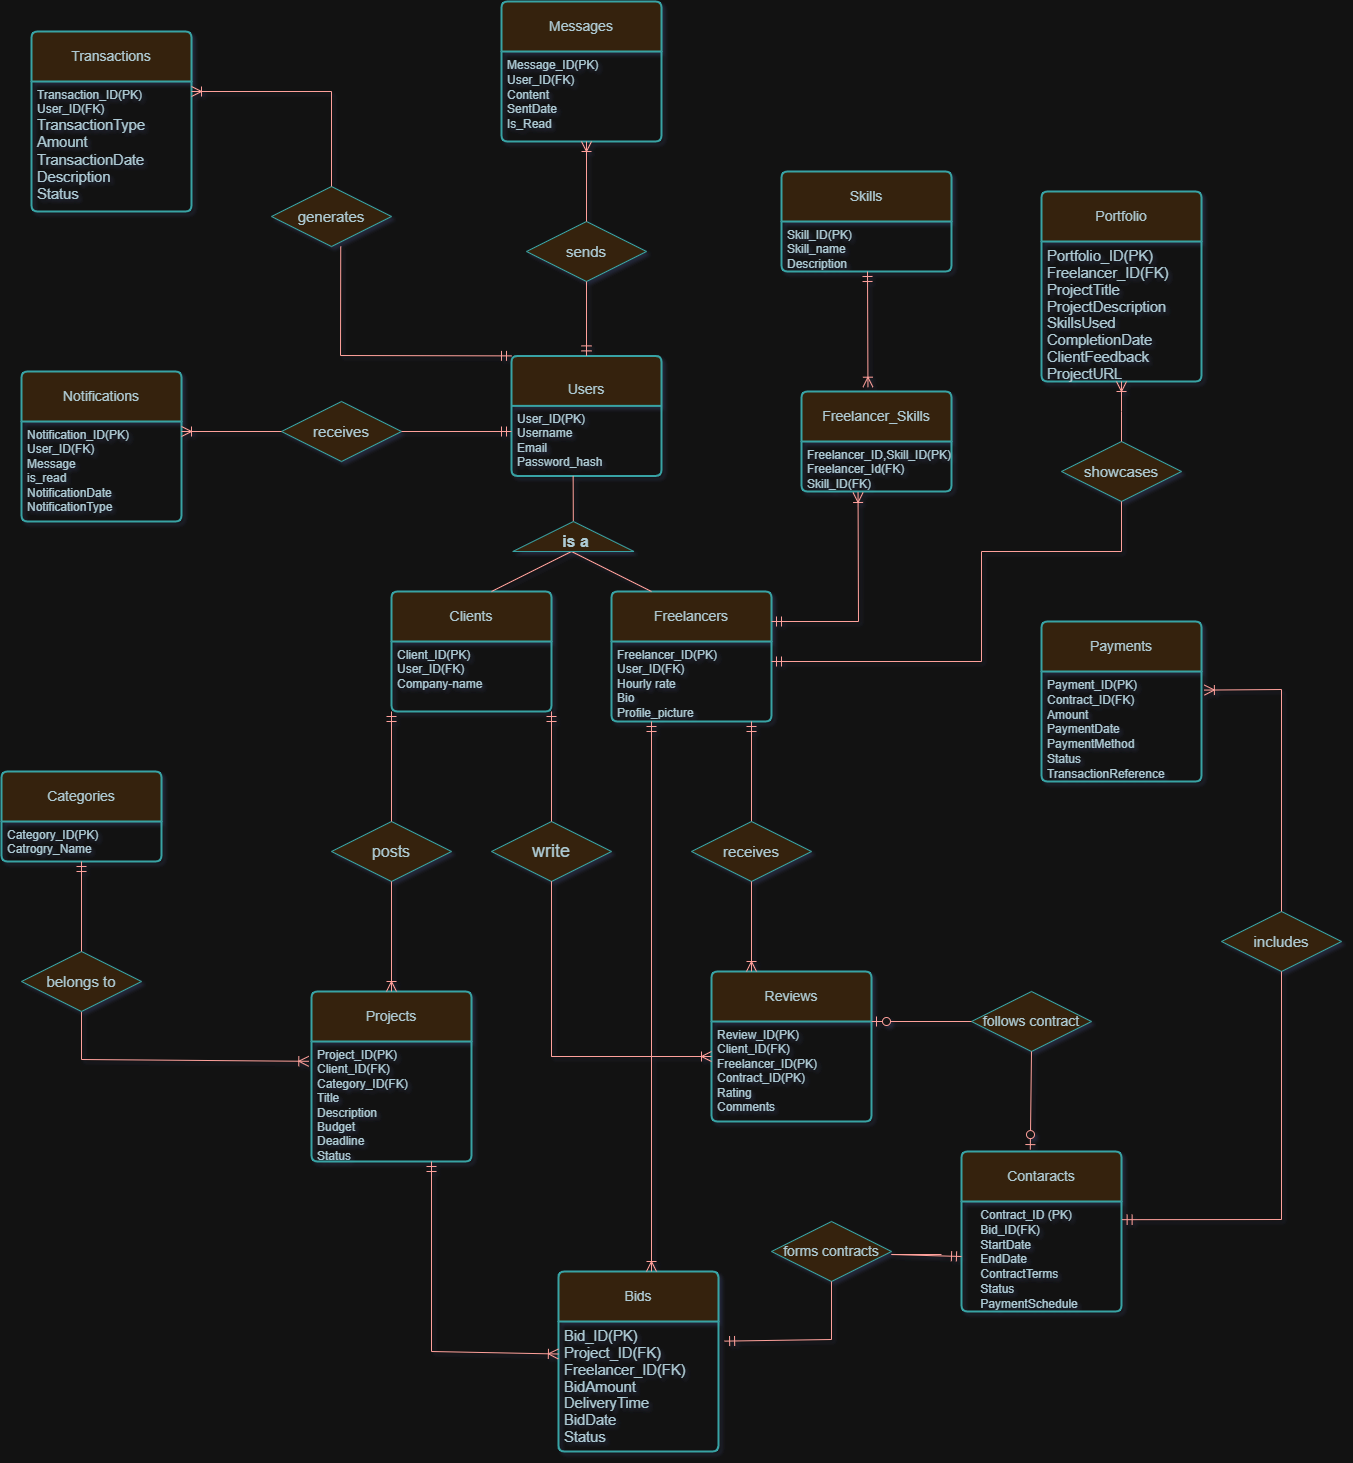 Messages
Message_ID(PK)
User_ID(FK)
Content
SentDate
Is_Read
Transactions
Transaction_ID(PK)
User_ID(FK)
TransactionType
Amount
TransactionDate
Description
Status
generates
sends
Skills
Skill_ID(PK)
Skill_name
Description
Portfolio
Portfolio_ID(PK)
Freelancer_ID(FK)
ProjectTitle
ProjectDescription
SkillsUsed
CompletionDate
ClientFeedback
ProjectURL
Notifications
Notification_ID(PK)
User_ID(FK)
Message
is_read
NotificationDate
NotificationType
receives
Users
User_ID(PK)
Username
Email
Password_hash
Freelancer_Skills
Freelancer_ID,Skill_ID(PK)
Freelancer_Id(FK)
Skill_ID(FK)
showcases
is a
Clients
Client_ID(PK)
User_ID(FK)
Company-name
Freelancers
Freelancer_ID(PK)
User_ID(FK)
Hourly rate
Bio
Profile_picture
Payments
Payment_ID(PK)
Contract_ID(FK)
Amount
PaymentDate
PaymentMethod
Status
TransactionReference
Categories
Category_ID(PK)
Catrogry_Name
posts
write
receives
belongs to
includes
Projects
Project_ID(PK)
Client_ID(FK)
Category_ID(FK)
Title
Description
Budget
Deadline
Status
Reviews
Review_ID(PK)
Client_ID(FK)
Freelancer_ID(PK)
Contract_ID(PK)
Rating
Comments
follows contract
Contaracts
Contract_ID (PK)
Bid_ID(FK)
StartDate
EndDate
ContractTerms
Status
PaymentSchedule
forms contracts
Bids
Bid_ID(PK)
Project_ID(FK)
Freelancer_ID(FK)
BidAmount
DeliveryTime
BidDate
Status